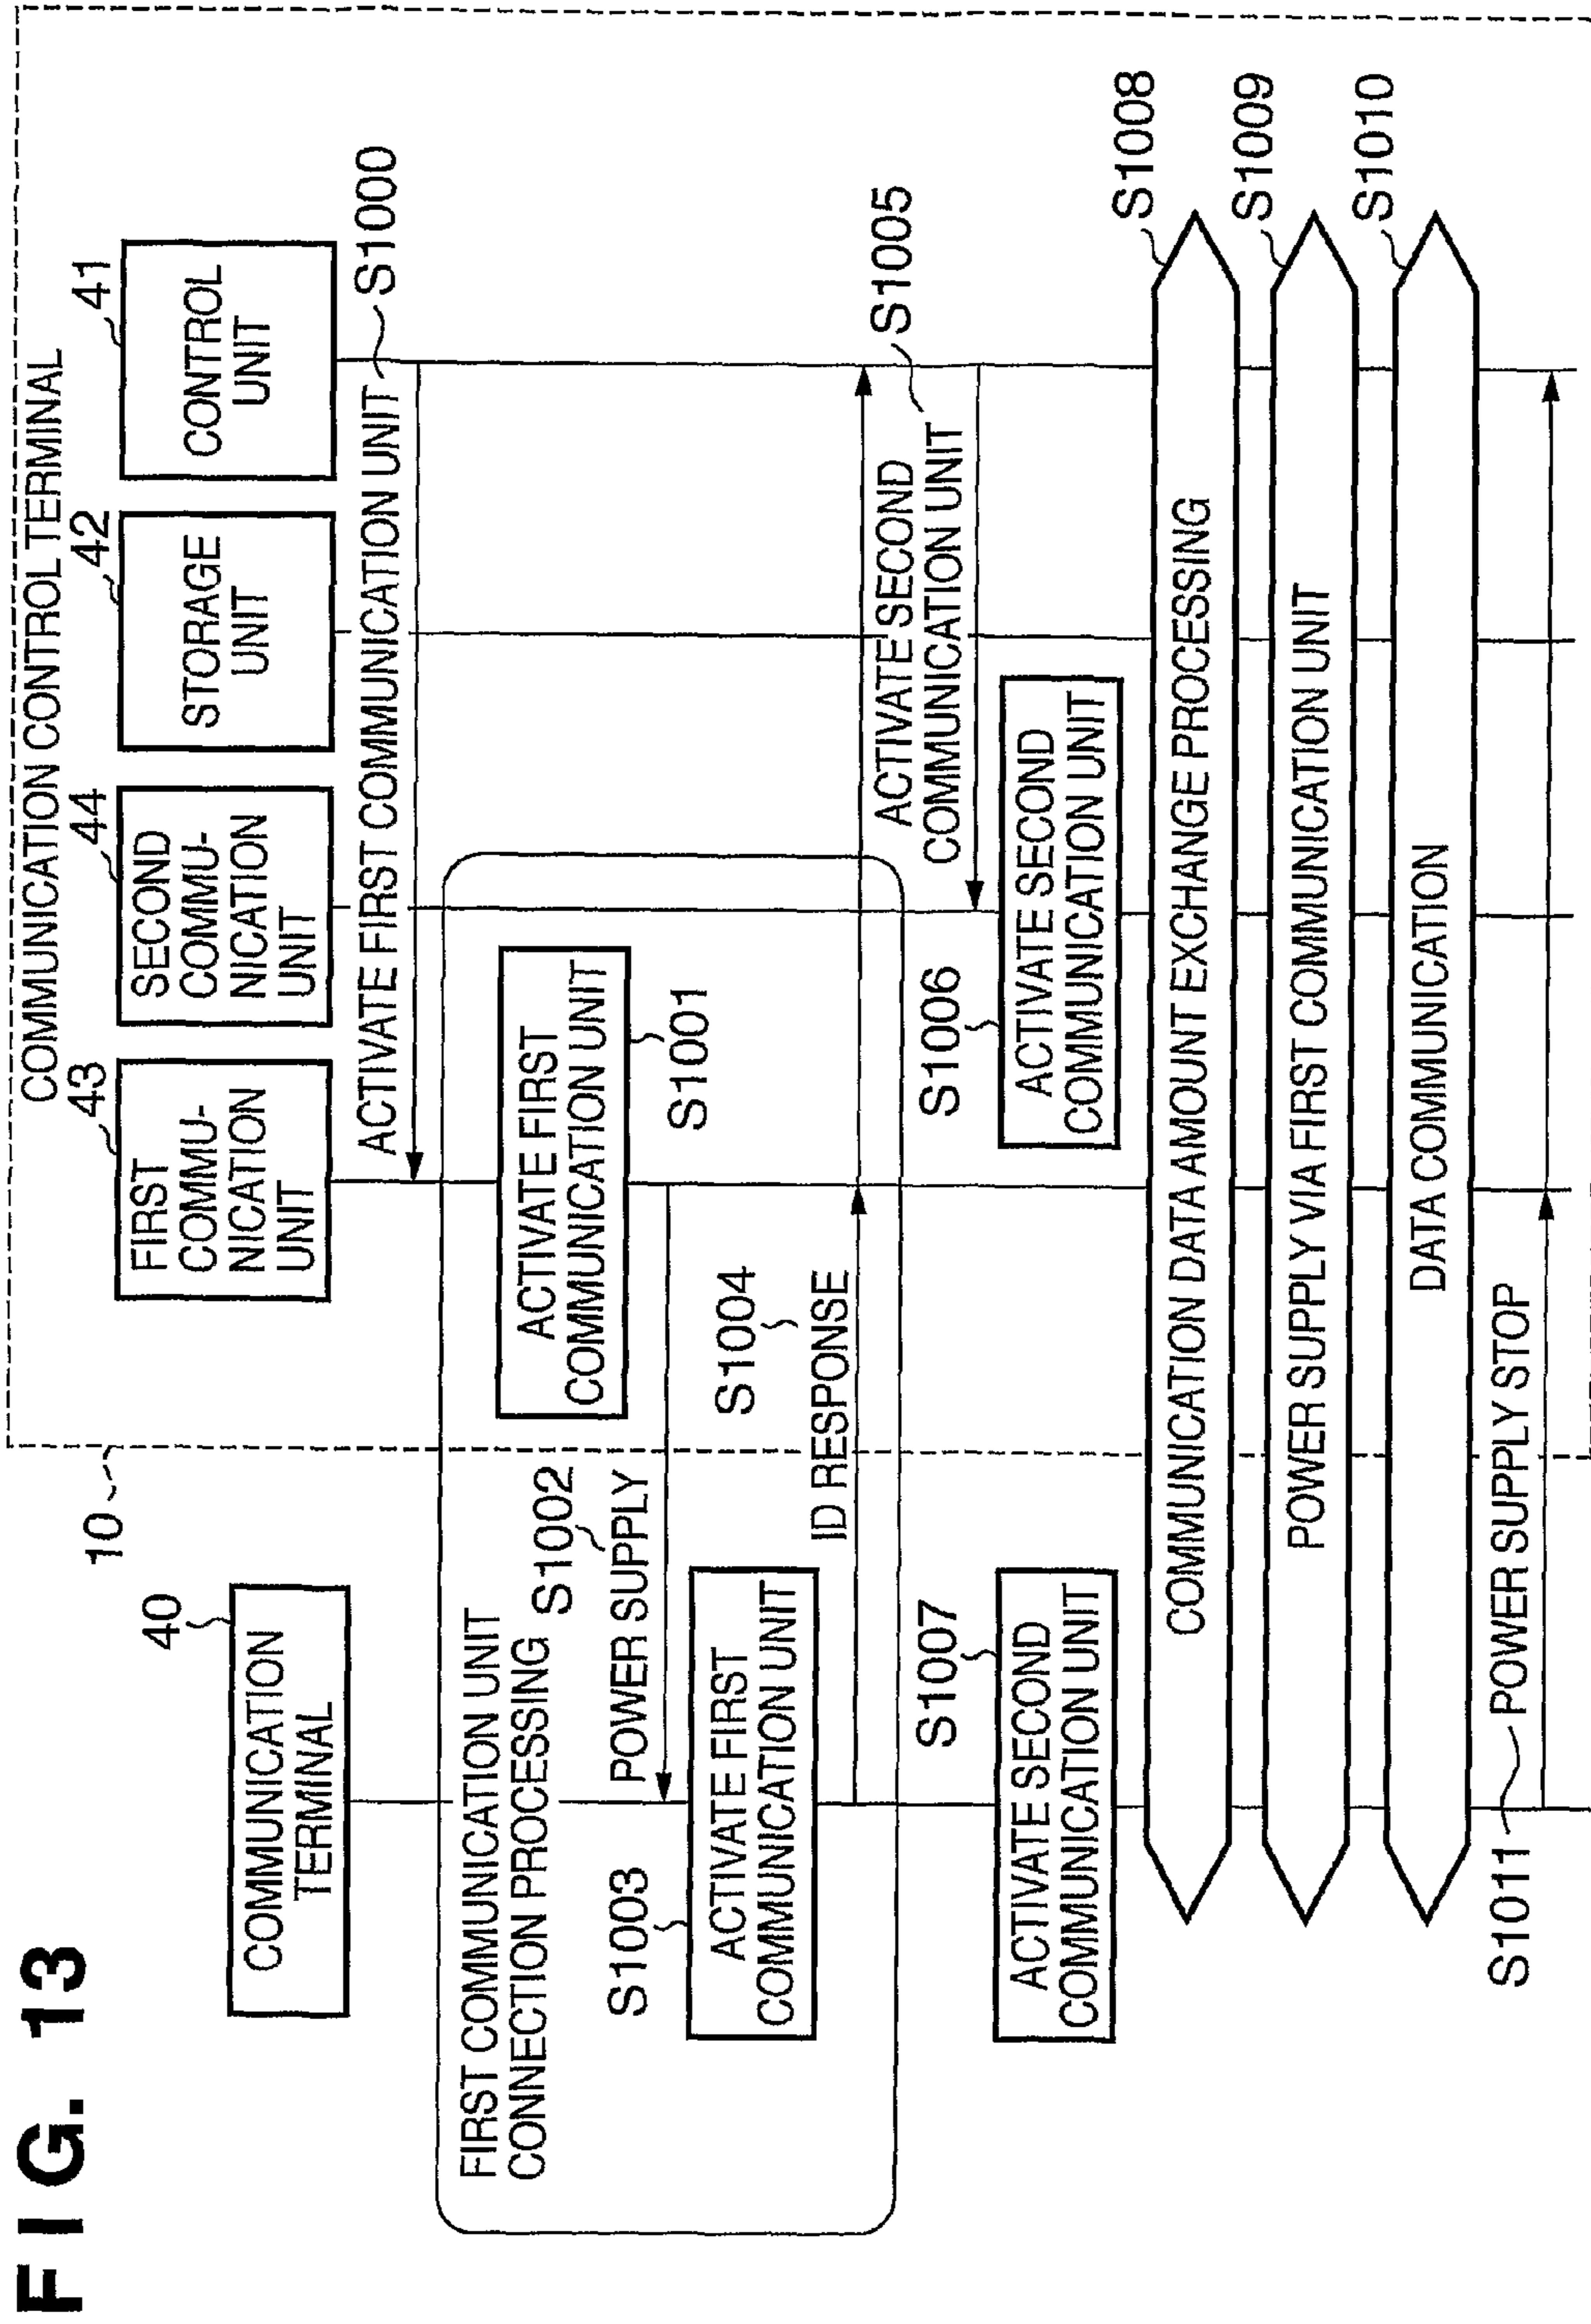 FIG. 13
COMMUNICATION CONTROL TERMINAL
10
40
COMMUNICATION
TERMINAL
43
FIRST
COMMU-
NICATION
UNIT
44
SECOND
COMMU-
NICATION
UNIT
42
STORAGE
UNIT
41
CONTROL
UNIT
ACTIVATE FIRST COMMUNICATION UNIT
S1000
FIRST COMMUNICATION UNIT
CONNECTION PROCESSING
ACTIVATE FIRST
COMMUNICATION UNIT
S1001
S1002
POWER SUPPLY
S1003
ACTIVATE FIRST
COMMUNICATION UNIT
S1004
ID RESPONSE
ACTIVATE SECOND
COMMUNICATION UNIT
S1005
S1006
ACTIVATE SECOND
COMMUNICATION UNIT
S1007
ACTIVATE SECOND
COMMUNICATION UNIT
COMMUNICATION DATA AMOUNT EXCHANGE PROCESSING
S1008
POWER SUPPLY VIA FIRST COMMUNICATION UNIT
S1009
DATA COMMUNICATION
S1010
S1011
POWER SUPPLY STOP